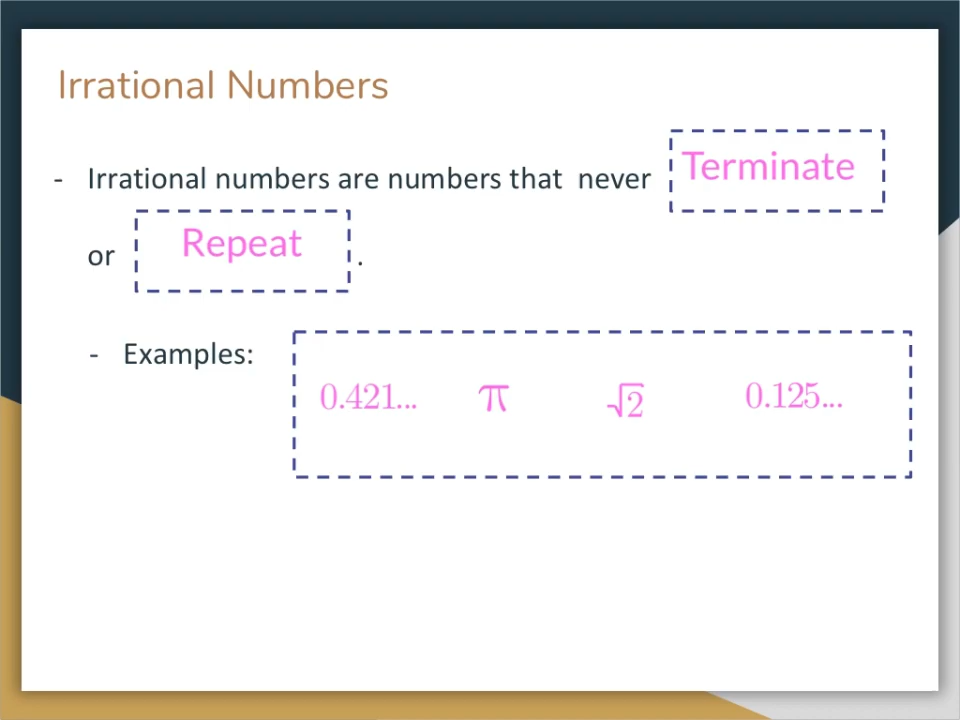 Irrational Numbers
- Irrational numbers are numbers that never Terminate
or Repeat .
- Examples:
0.421... π √2 0.125...